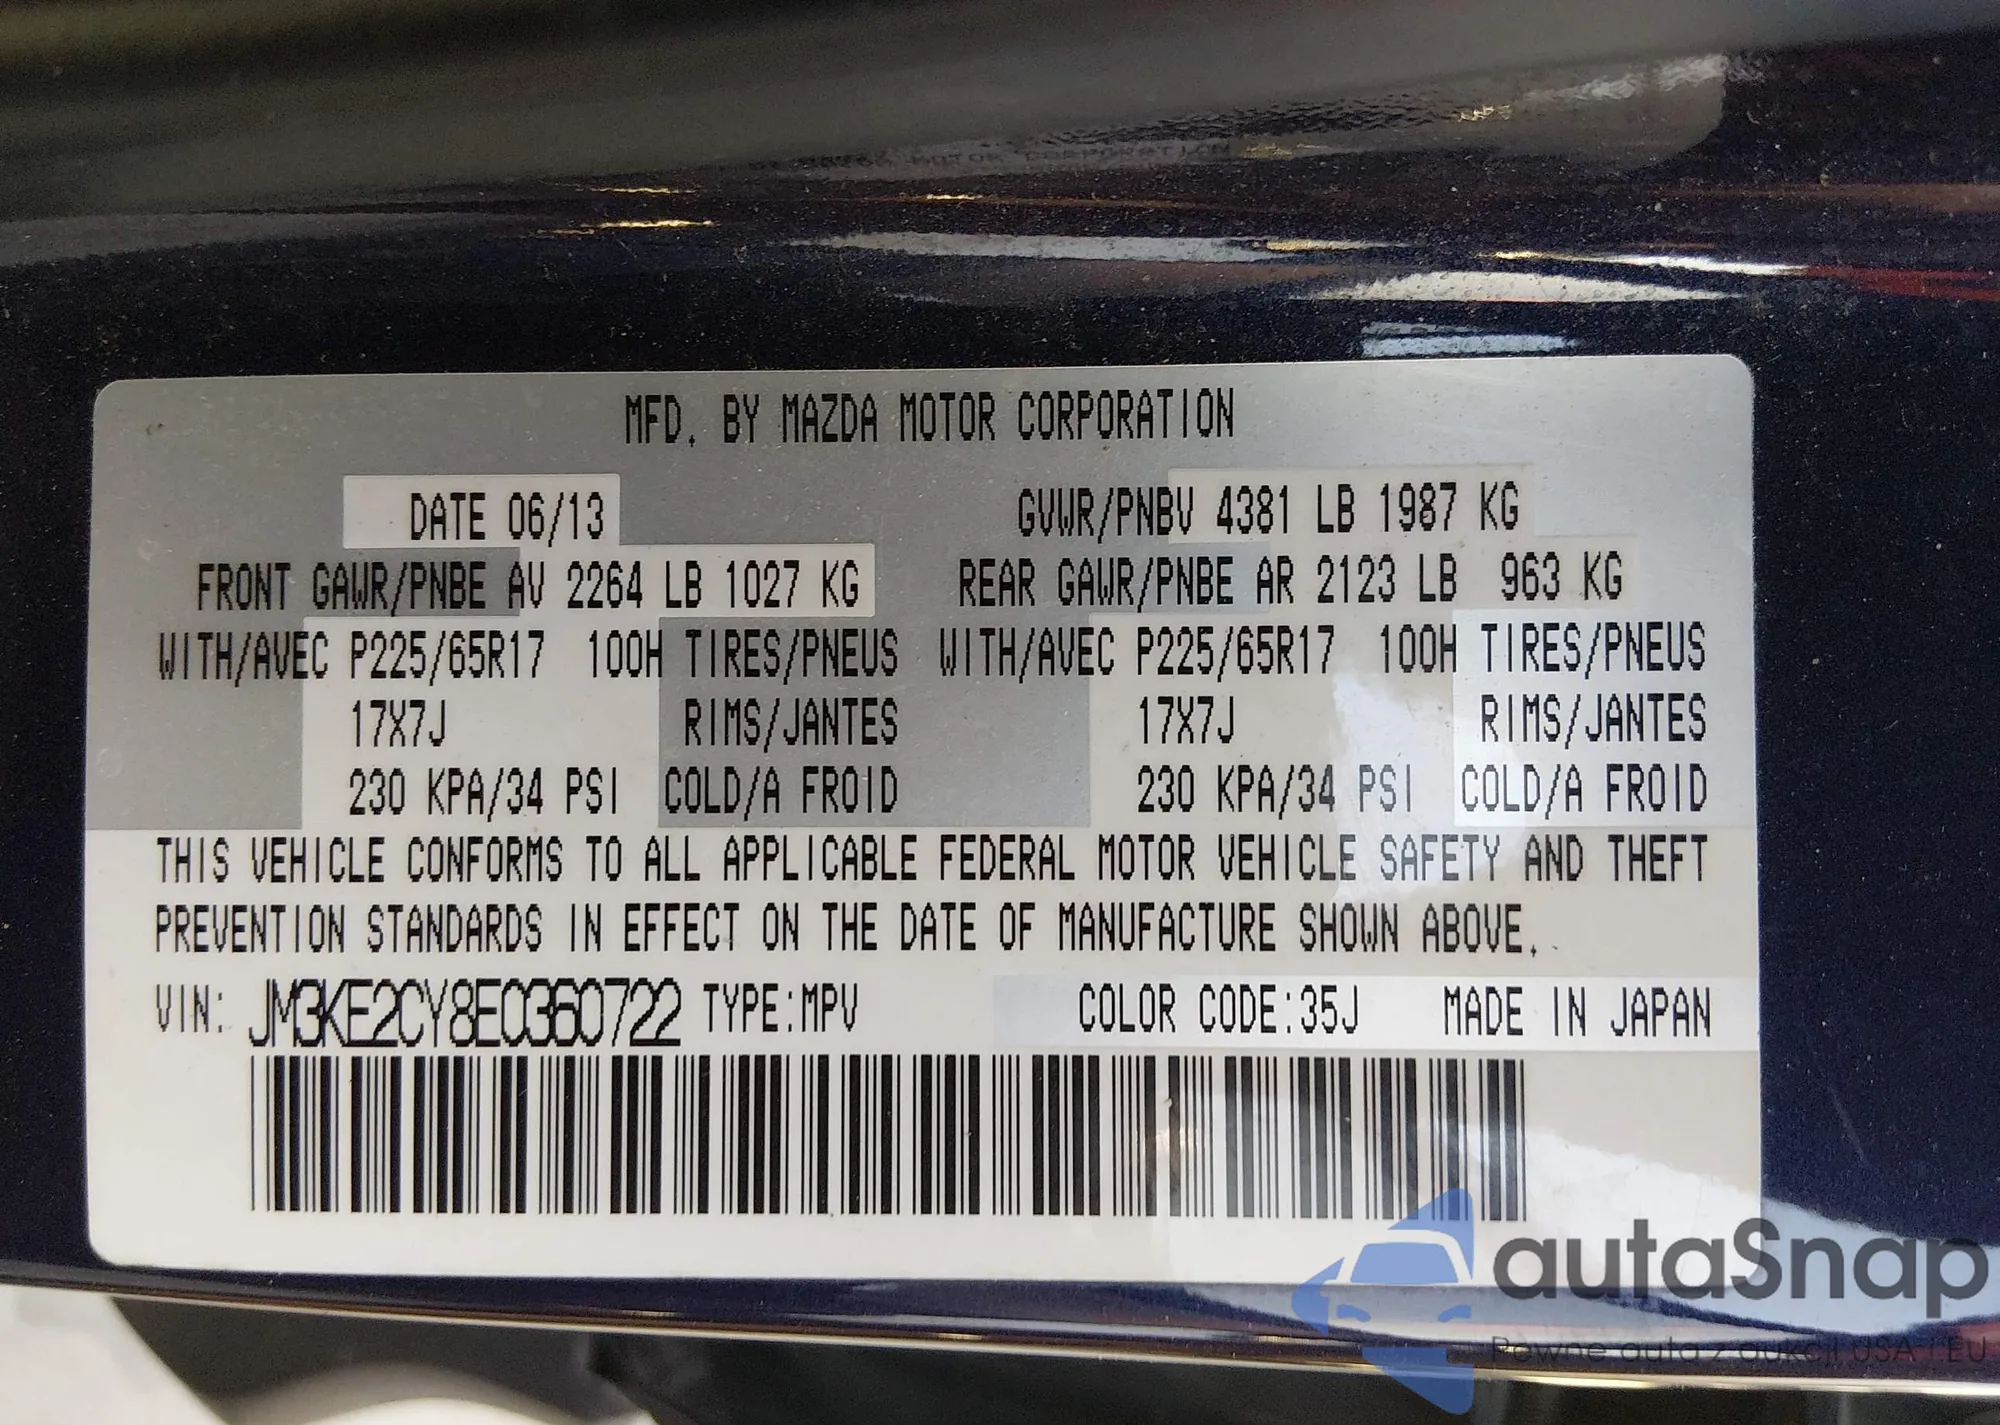 MFD. BY MAZDA MOTOR CORPORATION
DATE 06/13 GVWR/PNBV 4381 LB 1987 KG
FRONT GAWR/PNBE AV 2264 LB 1027 KG REAR GAWR/PNBE AR 2123 LB 963 KG
WITH/AVEC P225/65R17 100H TIRES/PNEUS WITH/AVEC P225/65R17 100H TIRES/PNEUS
17X7J RIMS/JANTES 17X7J RIMS/JANTES
230 KPA/34 PSI COLD/A FROID 230 KPA/34 PSI COLD/A FROID
THIS VEHICLE CONFORMS TO ALL APPLICABLE FEDERAL MOTOR VEHICLE SAFETY AND THEFT
PREVENTION STANDARDS IN EFFECT ON THE DATE OF MANUFACTURE SHOWN ABOVE.
VIN: JM3KE2CY8E0360722 TYPE:MPV COLOR CODE:35J MADE IN JAPAN
autaSnap
Pewne auta z aukcji USA i EU